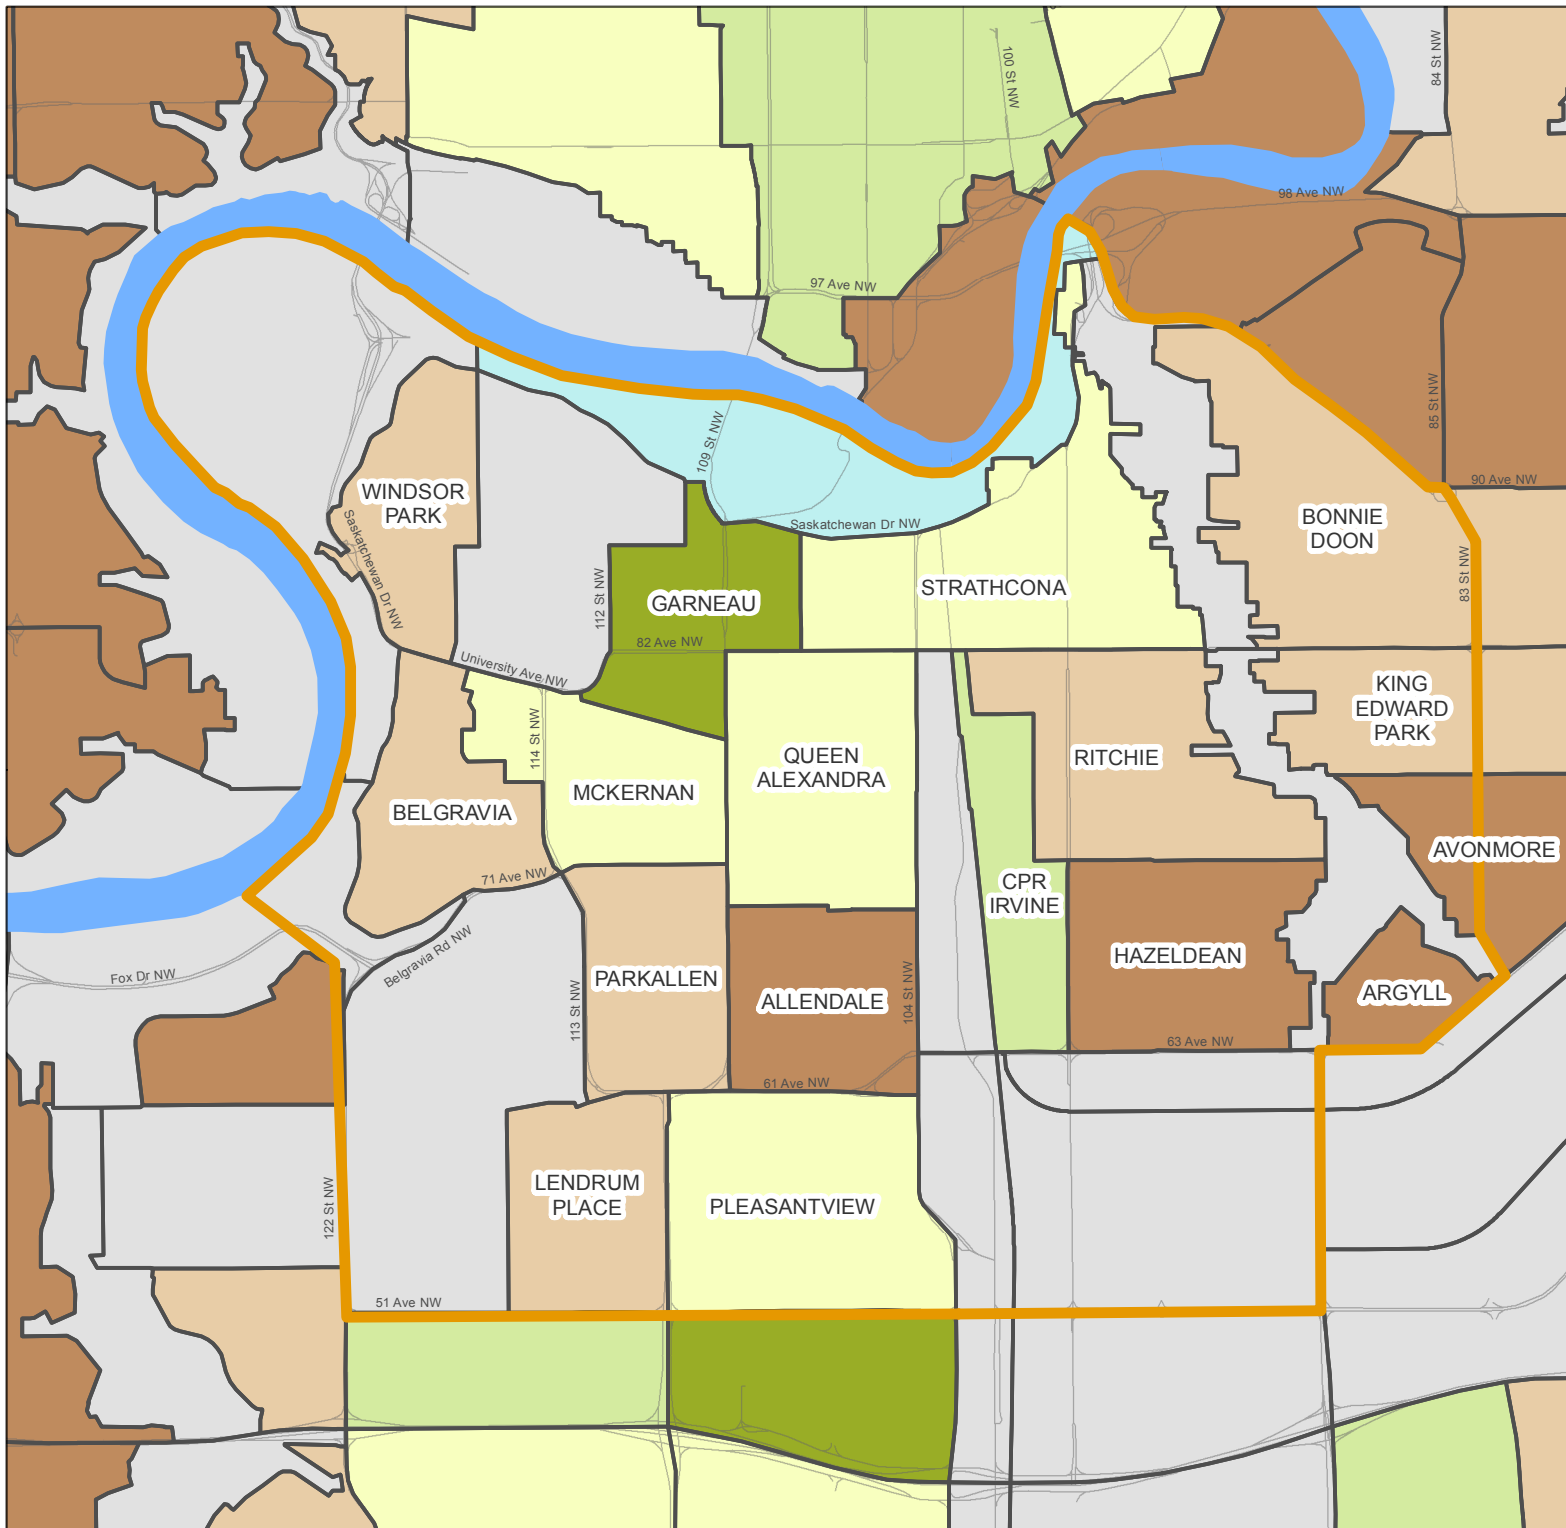 100 St NW
84 St NW
98 Ave NW
97 Ave NW
85 St NW
109 St NW
90 Ave NW
WINDSOR
PARK
Saskatchewan Dr NW
Saskatchewan Dr NW
BONNIE
DOON
83 St NW
112 St NW
GARNEAU
STRATHCONA
82 Ave NW
University Ave NW
KING
EDWARD
PARK
114 St NW
QUEEN
ALEXANDRA
RITCHIE
MCKERNAN
BELGRAVIA
AVONMORE
71 Ave NW
CPR
IRVINE
HAZELDEAN
Belgravia Rd NW
Fox Dr NW
PARKALLEN
ALLENDALE
104 St NW
ARGYLL
113 St NW
63 Ave NW
61 Ave NW
LENDRUM
PLACE
PLEASANTVIEW
122 St NW
51 Ave NW